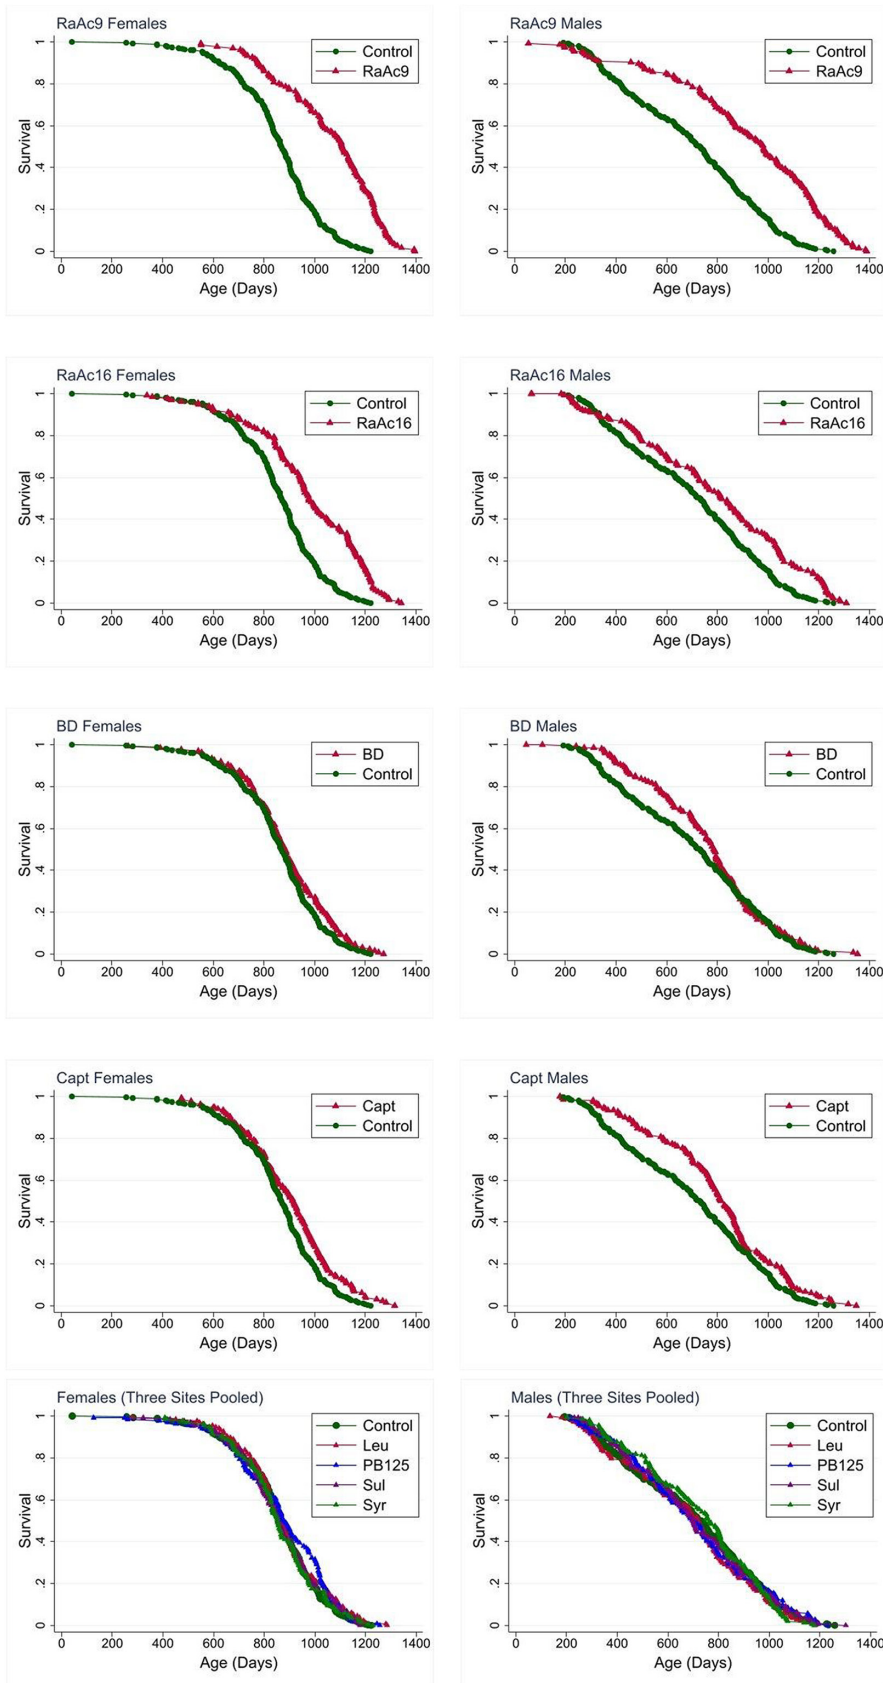 RaAc9 Females
Control
RaAc9
Survival
1
.8
.6
.4
.2
0
0 200 400 600 800 1000 1200 1400
Age (Days)
RaAc9 Males
Control
RaAc9
Survival
1
.8
.6
.4
.2
0
0 200 400 600 800 1000 1200 1400
Age (Days)
RaAc16 Females
Control
RaAc16
Survival
1
.8
.6
.4
.2
0
0 200 400 600 800 1000 1200 1400
Age (Days)
RaAc16 Males
Control
RaAc16
Survival
1
.8
.6
.4
.2
0
0 200 400 600 800 1000 1200 1400
Age (Days)
BD Females
BD
Control
Survival
1
.8
.6
.4
.2
0
0 200 400 600 800 1000 1200 1400
Age (Days)
BD Males
BD
Control
Survival
1
.8
.6
.4
.2
0
0 200 400 600 800 1000 1200 1400
Age (Days)
Capt Females
Capt
Control
Survival
1
.8
.6
.4
.2
0
0 200 400 600 800 1000 1200 1400
Age (Days)
Capt Males
Capt
Control
Survival
1
.8
.6
.4
.2
0
0 200 400 600 800 1000 1200 1400
Age (Days)
Females (Three Sites Pooled)
Control
Leu
PB125
Sul
Syr
Survival
1
.8
.6
.4
.2
0
0 200 400 600 800 1000 1200 1400
Age (Days)
Males (Three Sites Pooled)
Control
Leu
PB125
Sul
Syr
Survival
1
.8
.6
.4
.2
0
0 200 400 600 800 1000 1200 1400
Age (Days)